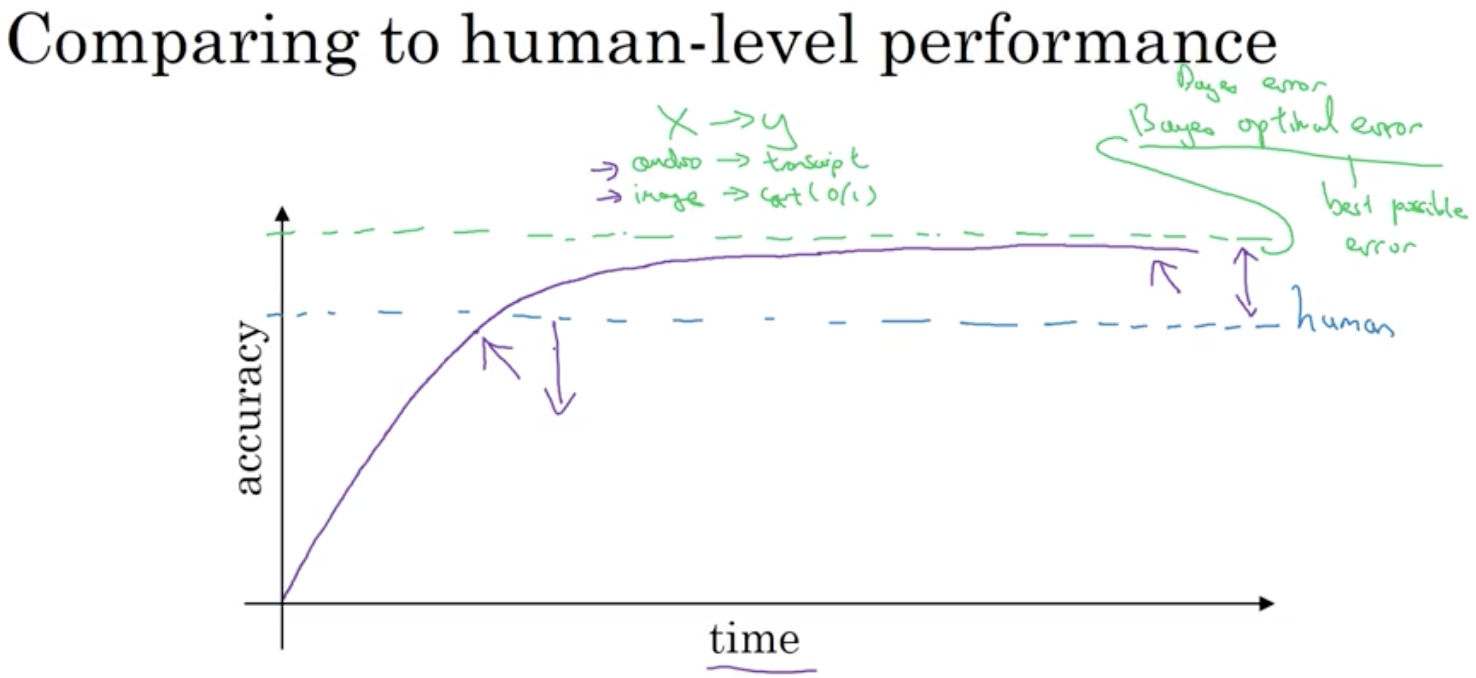 Comparing to human-level performance
Bayes error
Bayes optimal error
X → y
→ audio → transcript
→ image → cat (0/1)
best possible
error
human
accuracy
time